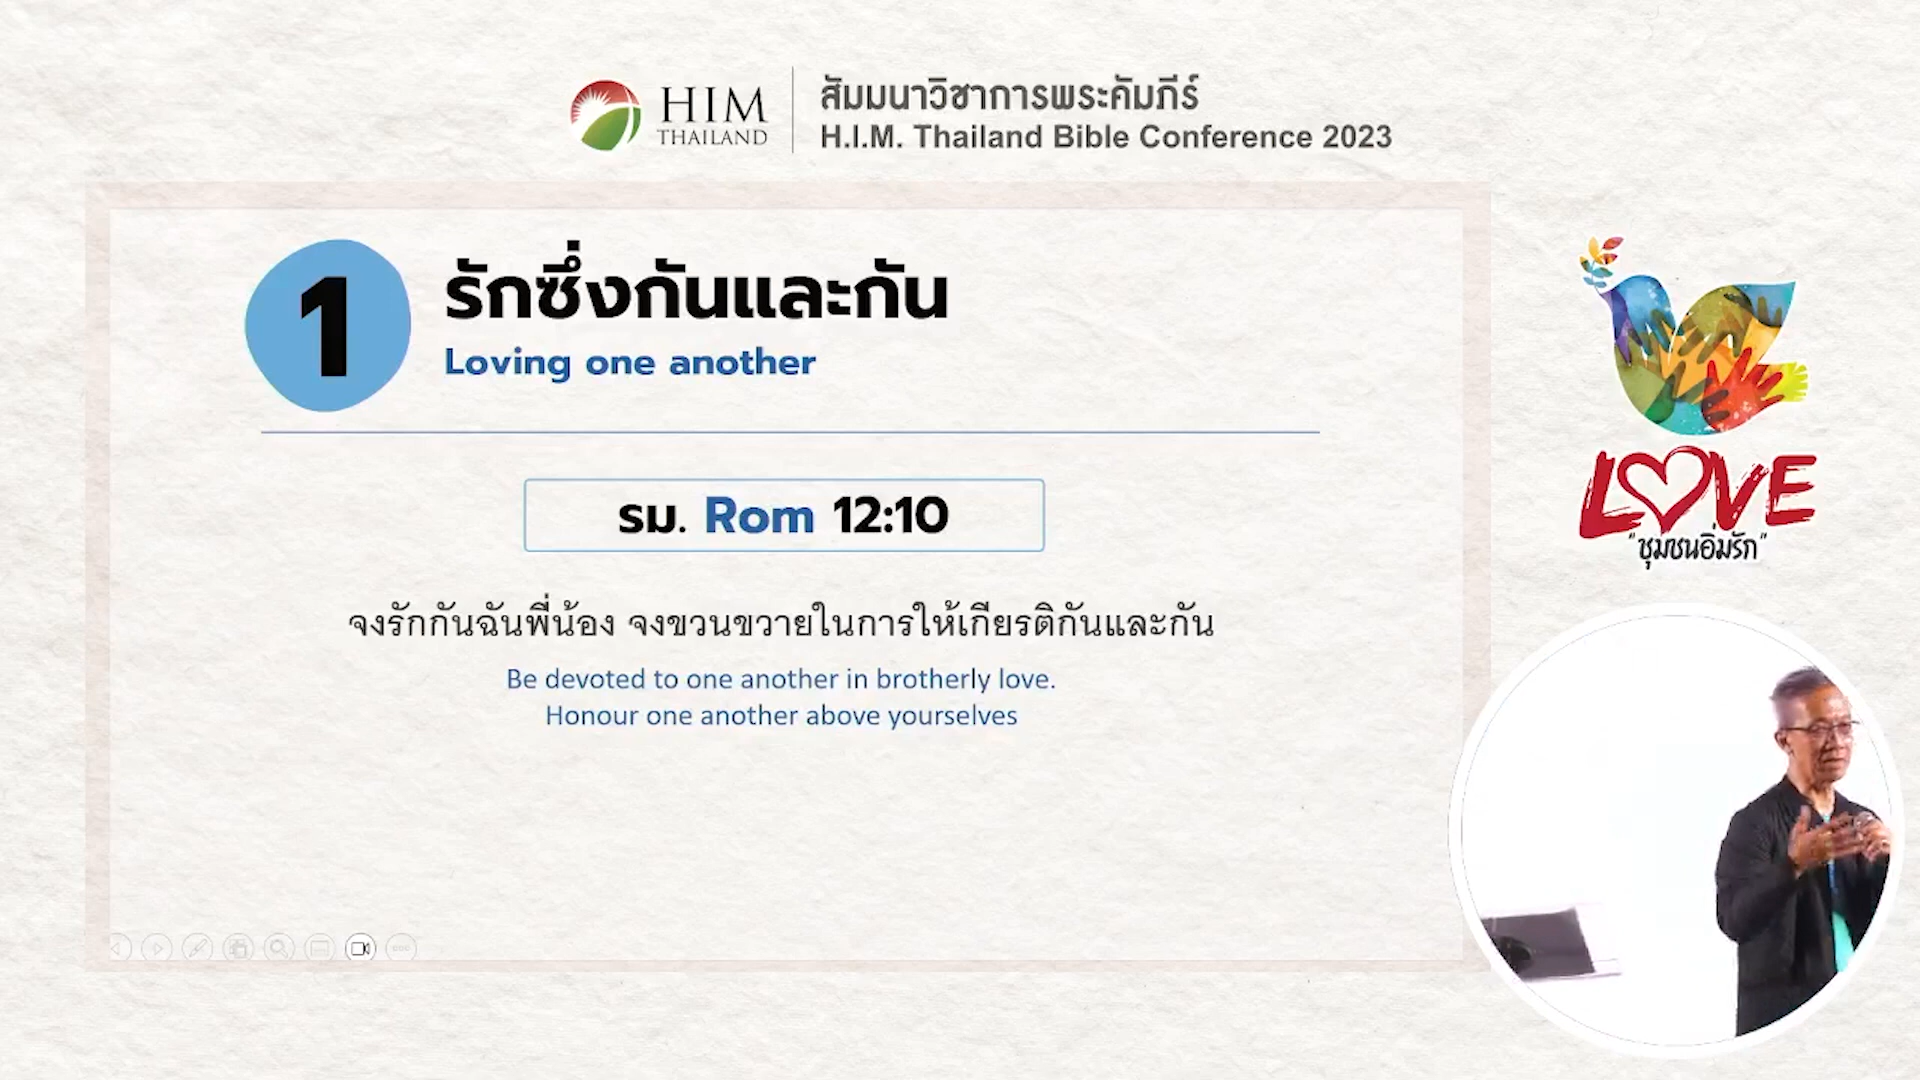 HIM
THAILAND
สัมมนาวิชาการพระคัมภีร์
H.I.M. Thailand Bible Conference 2023
1
รักซึ่งกันและกัน
Loving one another
รม. Rom 12:10
จงรักกันฉันพี่น้อง จงขวนขวายในการให้เกียรติกันและกัน
Be devoted to one another in brotherly love.
Honour one another above yourselves
LOVE
"ชุมชนอิ่มรัก"